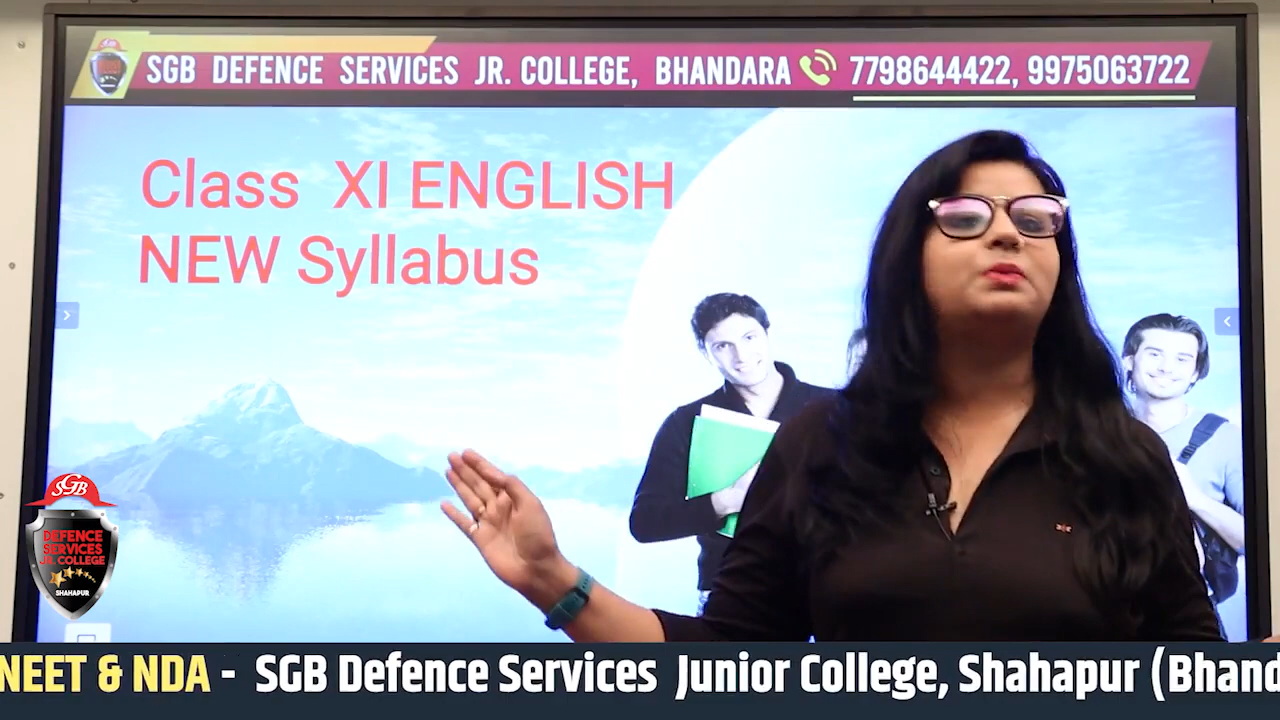 SGB DEFENCE SERVICES JR. COLLEGE, BHANDARA 7798644422, 9975063722
Class XI ENGLISH
NEW Syllabus
SGB
DEFENCE
SERVICES
JR. COLLEGE
SHAHAPUR
NEET & NDA - SGB Defence Services Junior College, Shahapur (Bhand